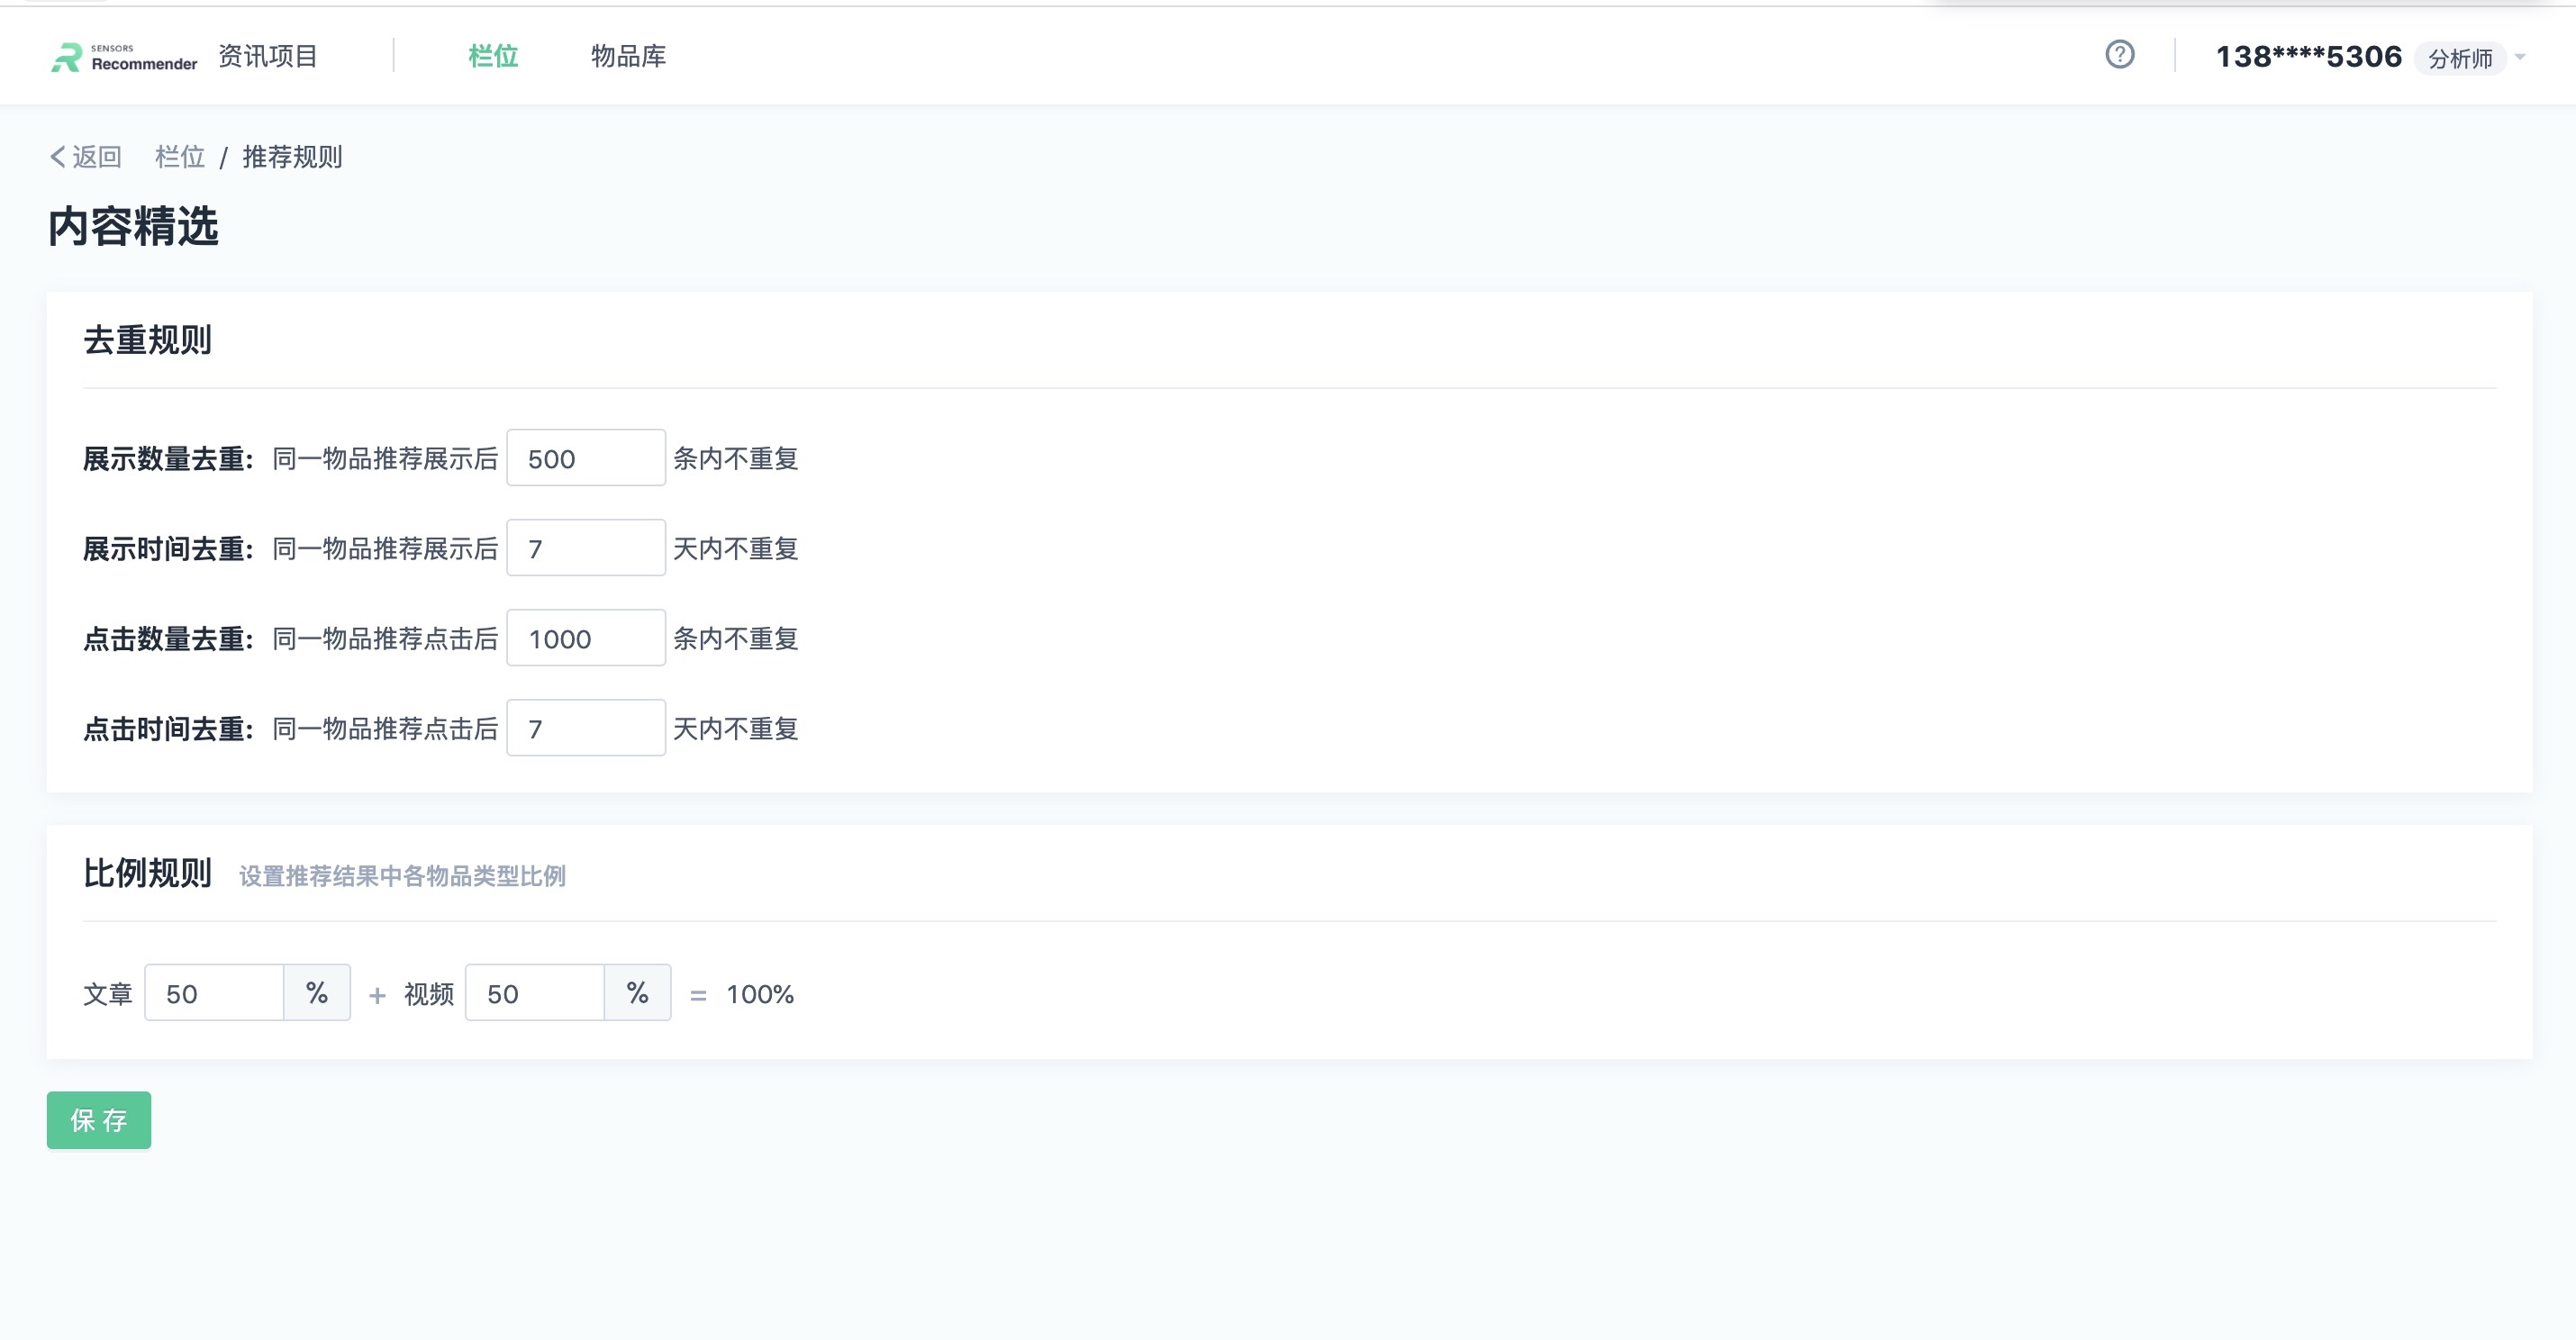 SENSORS
Recommender 资讯项目 栏位 物品库 138****5306 分析师
返回 栏位 / 推荐规则
内容精选
去重规则
展示数量去重: 同一物品推荐展示后 500 条内不重复
展示时间去重: 同一物品推荐展示后 7 天内不重复
点击数量去重: 同一物品推荐点击后 1000 条内不重复
点击时间去重: 同一物品推荐点击后 7 天内不重复
比例规则 设置推荐结果中各物品类型比例
文章 50 % + 视频 50 % = 100%
保存